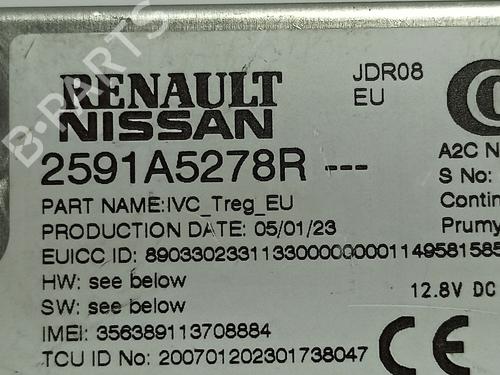 B-PARTS
RENAULT
NISSAN
JDR08
EU
2591A5278R ---
PART NAME:IVC_Treg_EU
PRODUCTION DATE: 05/01/23
EUICC ID: 89033023311330000000001149581585
HW: see below
SW: see below
IMEI: 356389113708884
TCU ID No: 200701202301738047
A2C N
S No:
Contin
Prumy
12.8V DC
CE